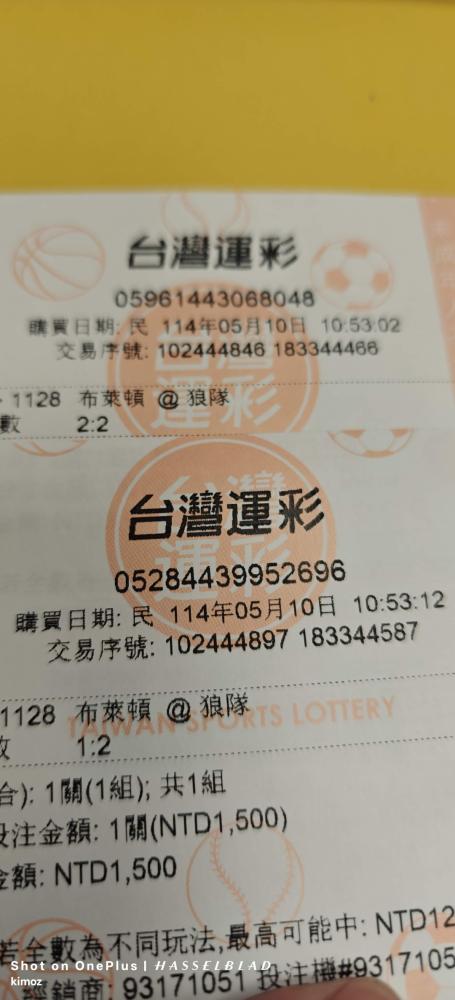 台灣運彩
05961443068048
購買日期: 民 114年05月10日 10:53:02
交易序號: 102444846 183344466
1128 布萊頓 @ 狼隊
數 2:2
台灣運彩
05284439952696
購買日期: 民 114年05月10日 10:53:12
交易序號: 102444897 183344587
1128 布萊頓 @ 狼隊
TAIWAN SPORTS LOTTERY
1:2
合): 1關(1組); 共1組
投注金額: 1關(NTD1,500)
金額: NTD1,500
若全數為不同玩法,最高可能中: NTD12
經銷商: 93171051 投注機#9317105
Shot on OnePlus | HASSELBLAD
kimoz